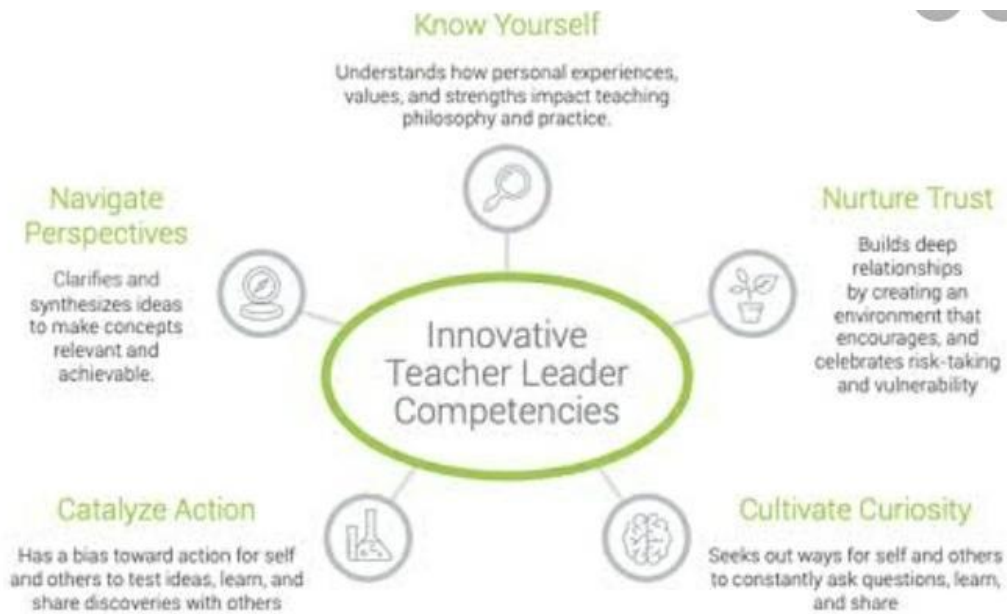 Know Yourself
Understands how personal experiences,
values, and strengths impact teaching
philosophy and practice.
Navigate
Perspectives
Clarifies and
synthesizes ideas
to make concepts
relevant and
achievable.
Nurture Trust
Builds deep
relationships
by creating an
environment that
encourages, and
celebrates risk-taking
and vulnerability
Innovative
Teacher Leader
Competencies
Catalyze Action
Has a bias toward action for self
and others to test ideas, learn, and
share discoveries with others
Cultivate Curiosity
Seeks out ways for self and others
to constantly ask questions, learn,
and share